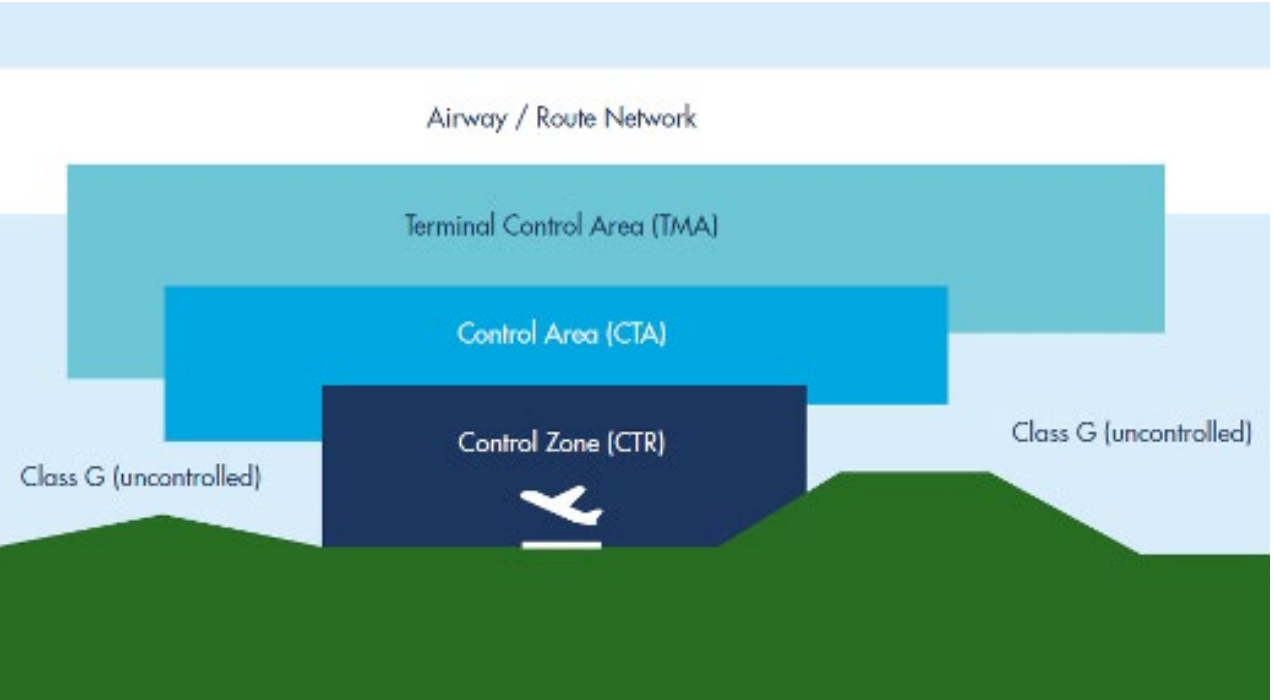 Airway / Route Network
Terminal Control Area (TMA)
Control Area (CTA)
Control Zone (CTR)
Class G (uncontrolled)
Class G (uncontrolled)